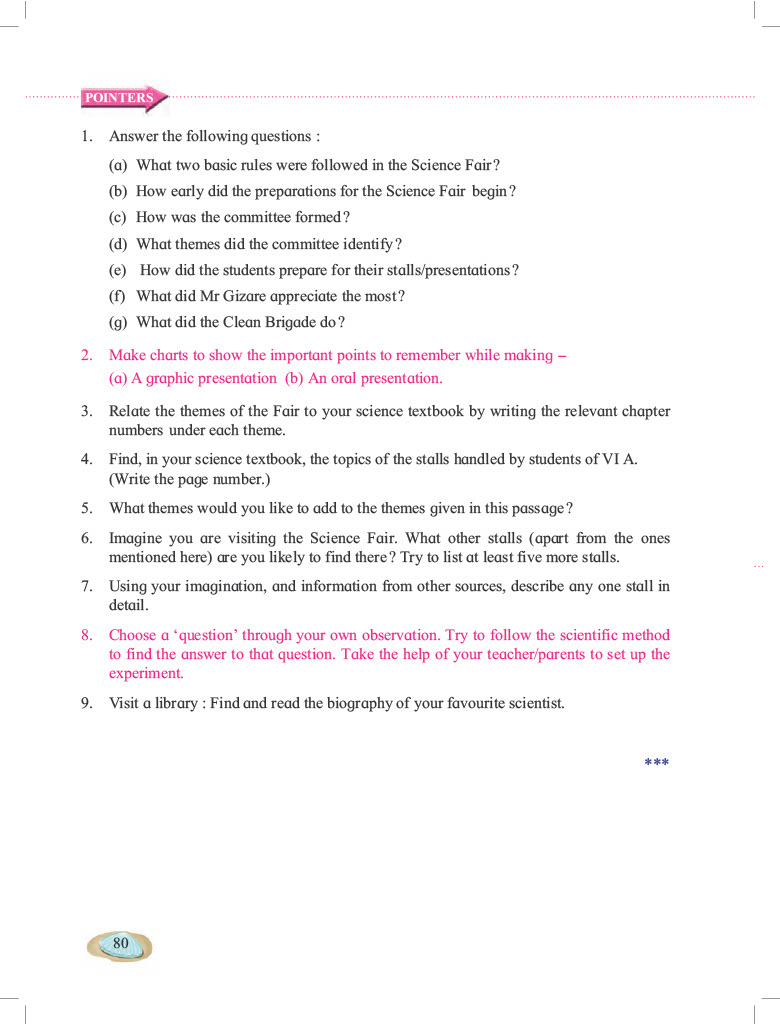 POINTERS
1. Answer the following questions :
(a) What two basic rules were followed in the Science Fair?
(b) How early did the preparations for the Science Fair begin?
(c) How was the committee formed?
(d) What themes did the committee identify?
(e) How did the students prepare for their stalls/presentations?
(f) What did Mr Gizare appreciate the most?
(g) What did the Clean Brigade do?
2. Make charts to show the important points to remember while making –
(a) A graphic presentation (b) An oral presentation.
3. Relate the themes of the Fair to your science textbook by writing the relevant chapter
numbers under each theme.
4. Find, in your science textbook, the topics of the stalls handled by students of VI A.
(Write the page number.)
5. What themes would you like to add to the themes given in this passage?
6. Imagine you are visiting the Science Fair. What other stalls (apart from the ones
mentioned here) are you likely to find there? Try to list at least five more stalls.
7. Using your imagination, and information from other sources, describe any one stall in
detail.
8. Choose a ‘question’ through your own observation. Try to follow the scientific method
to find the answer to that question. Take the help of your teacher/parents to set up the
experiment.
9. Visit a library : Find and read the biography of your favourite scientist.
***
80